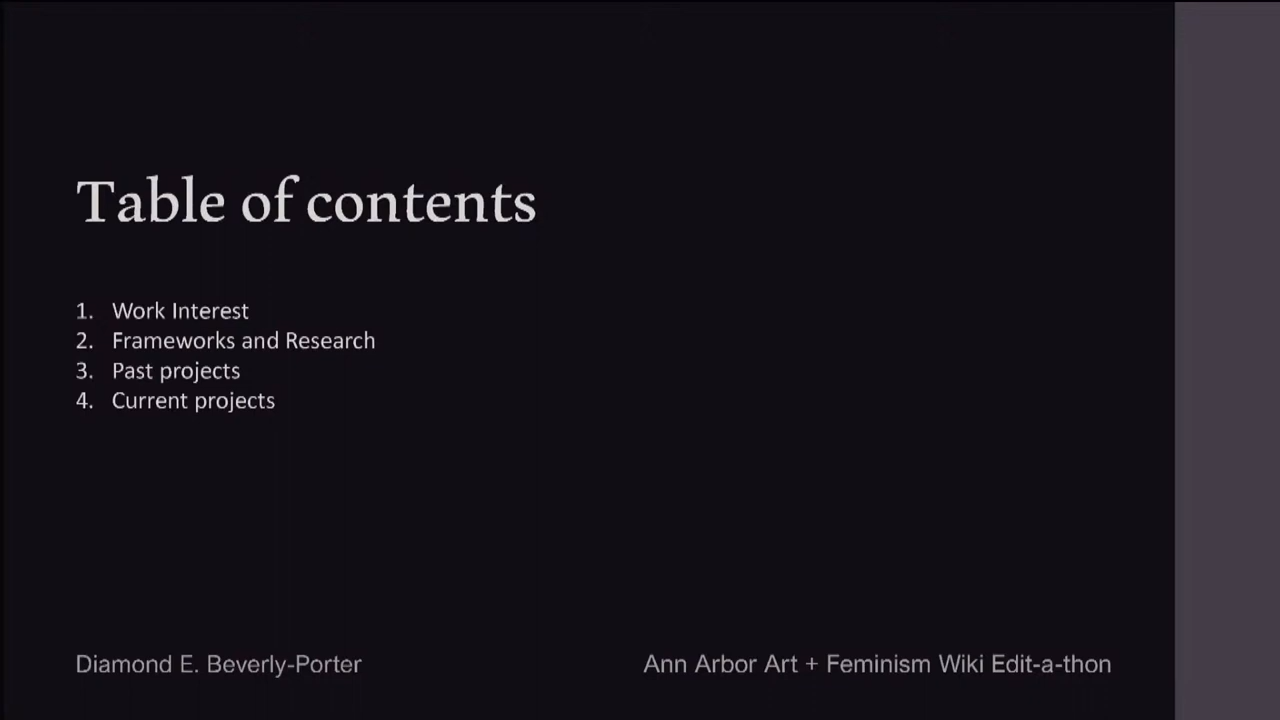 Table of contents
1. Work Interest
2. Frameworks and Research
3. Past projects
4. Current projects
Diamond E. Beverly-Porter
Ann Arbor Art + Feminism Wiki Edit-a-thon